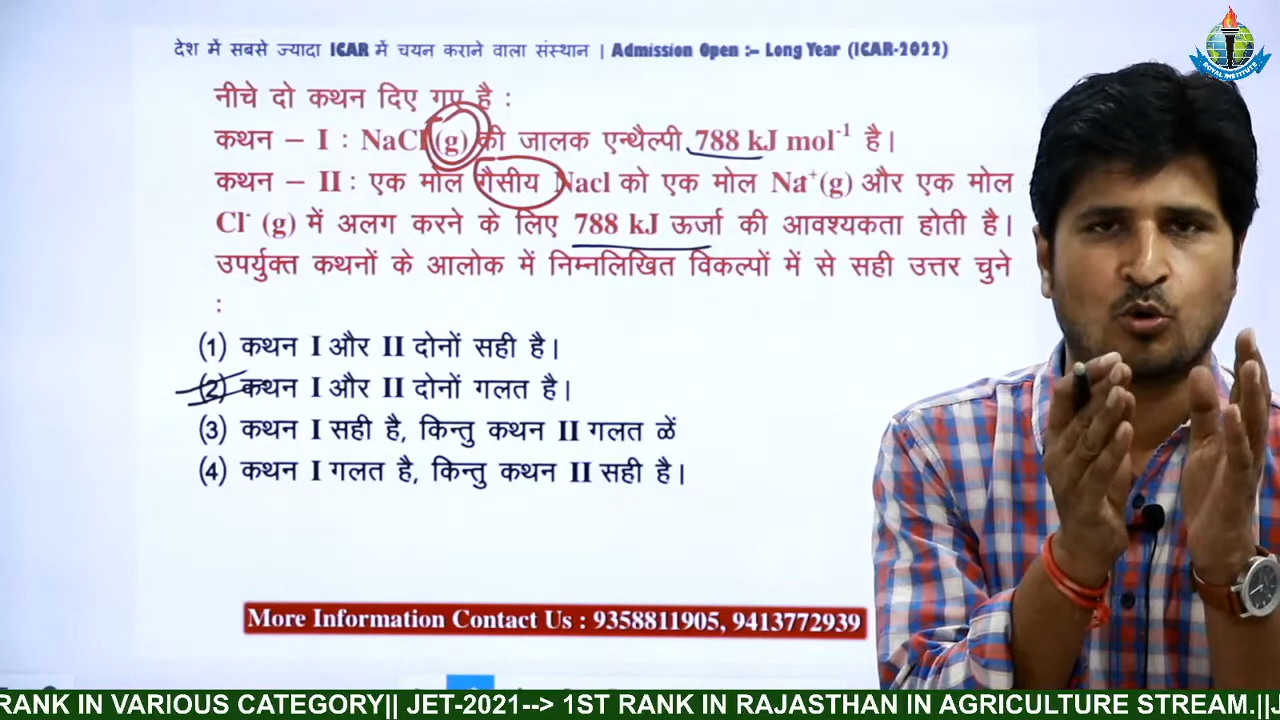 देश में सबसे ज्यादा ICAR में चयन कराने वाला संस्थान | Admission Open :– Long Year (ICAR-2022)
नीचे दो कथन दिए गए है :
कथन – I : NaCl (g) की जालक एन्थैल्पी 788 kJ mol⁻¹ है।
कथन – II : एक मोल गैसीय Nacl को एक मोल Na⁺(g) और एक मोल
Cl⁻ (g) में अलग करने के लिए 788 kJ ऊर्जा की आवश्यकता होती है।
उपर्युक्त कथनों के आलोक में निम्नलिखित विकल्पों में से सही उत्तर चुने
:
(1) कथन I और II दोनों सही है।
(2) कथन I और II दोनों गलत है।
(3) कथन I सही है, किन्तु कथन II गलत ळें
(4) कथन I गलत है, किन्तु कथन II सही है।
More Information Contact Us : 9358811905, 9413772939
BOYAL INSTITUTE
RANK IN VARIOUS CATEGORY|| JET-2021--> 1ST RANK IN RAJASTHAN IN AGRICULTURE STREAM.||J